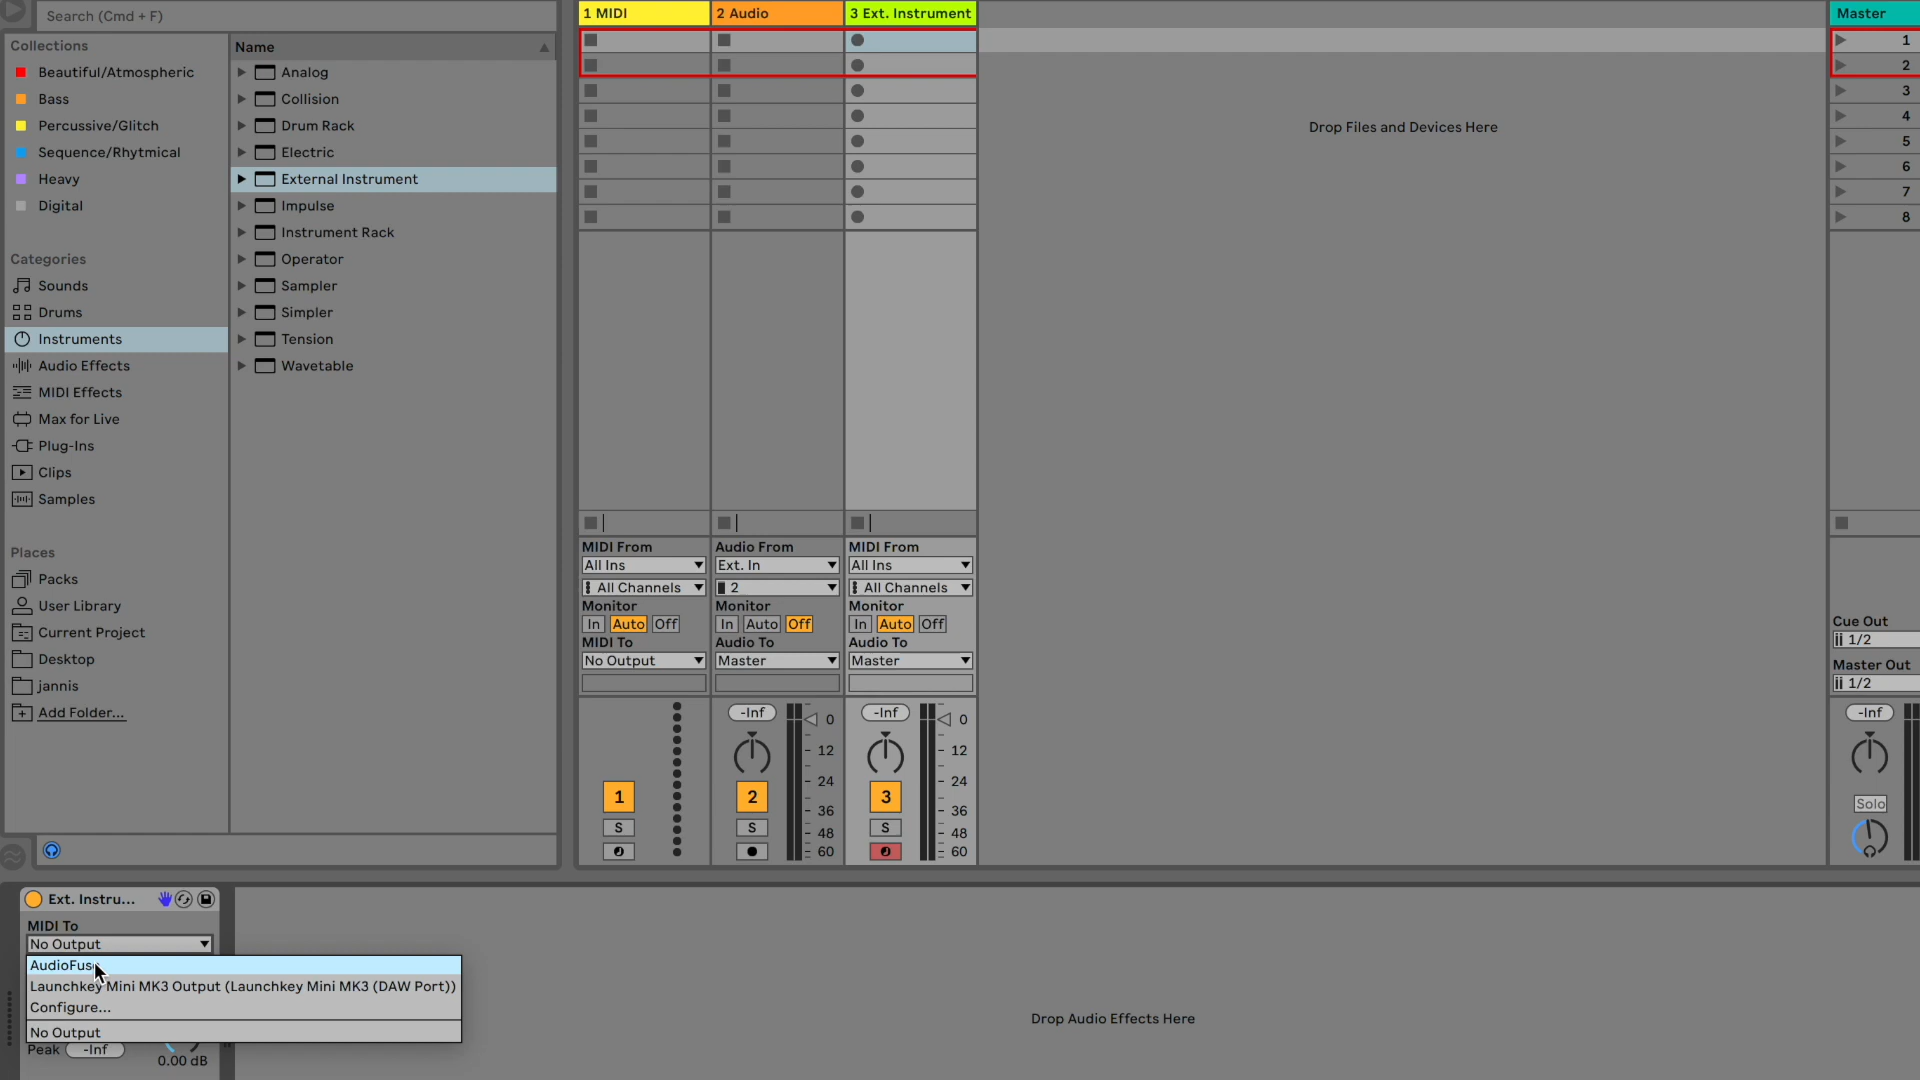 Search (Cmd + F)
Collections
Beautiful/Atmospheric
Bass
Percussive/Glitch
Sequence/Rhytmical
Heavy
Digital
Categories
Sounds
Drums
Instruments
Audio Effects
MIDI Effects
Max for Live
Plug-Ins
Clips
Samples
Places
Packs
User Library
Current Project
Desktop
jannis
Add Folder...
Name
Analog
Collision
Drum Rack
Electric
External Instrument
Impulse
Instrument Rack
Operator
Sampler
Simpler
Tension
Wavetable
1 MIDI
2 Audio
3 Ext. Instrument
Master
1
2
3
4
5
6
7
8
Drop Files and Devices Here
MIDI From
All Ins
All Channels
Monitor
In Auto Off
MIDI To
No Output
1
S
Audio From
Ext. In
2
Monitor
In Auto Off
Audio To
Master
-Inf
0
12
24
36
48
60
2
S
MIDI From
All Ins
All Channels
Monitor
In Auto Off
Audio To
Master
-Inf
0
12
24
36
48
60
3
S
Cue Out
1/2
Master Out
1/2
-Inf
Solo
Ext. Instru...
MIDI To
No Output
Launchkey Mini MK3 Output (Launchkey Mini MK3 (DAW Port))
Configure...
No Output
Peak -Inf
0.00 dB
Drop Audio Effects Here